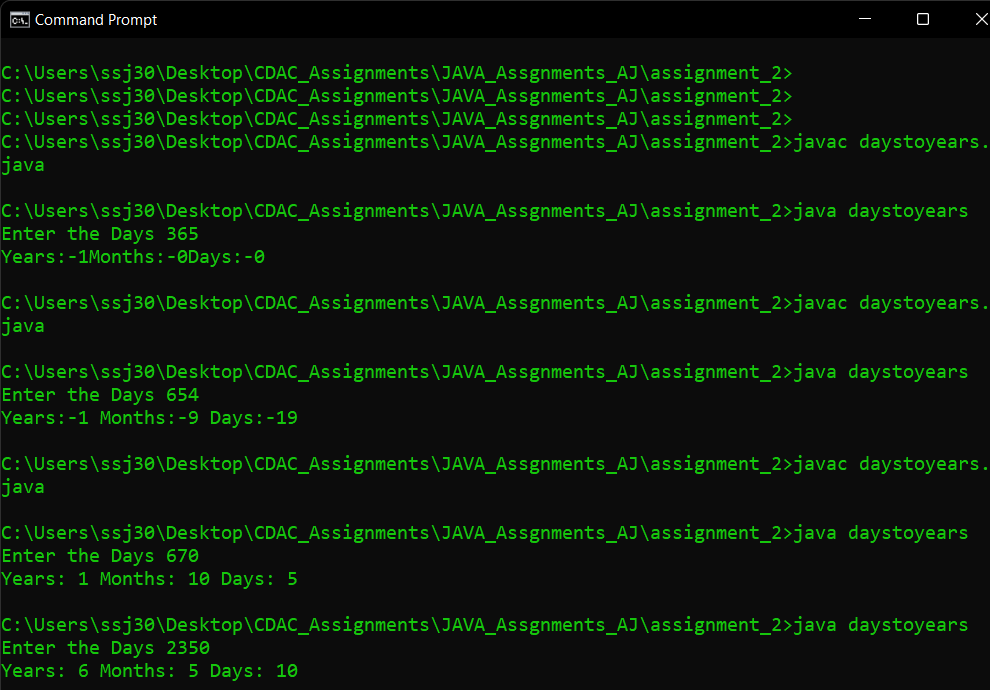 Command Prompt
C:\Users\ssj30\Desktop\CDAC_Assignments\JAVA_Assgnments_AJ\assignment_2>
C:\Users\ssj30\Desktop\CDAC_Assignments\JAVA_Assgnments_AJ\assignment_2>
C:\Users\ssj30\Desktop\CDAC_Assignments\JAVA_Assgnments_AJ\assignment_2>
C:\Users\ssj30\Desktop\CDAC_Assignments\JAVA_Assgnments_AJ\assignment_2>javac daystoyears.
java
C:\Users\ssj30\Desktop\CDAC_Assignments\JAVA_Assgnments_AJ\assignment_2>java daystoyears
Enter the Days 365
Years:-1Months:-0Days:-0
C:\Users\ssj30\Desktop\CDAC_Assignments\JAVA_Assgnments_AJ\assignment_2>javac daystoyears.
java
C:\Users\ssj30\Desktop\CDAC_Assignments\JAVA_Assgnments_AJ\assignment_2>java daystoyears
Enter the Days 654
Years:-1 Months:-9 Days:-19
C:\Users\ssj30\Desktop\CDAC_Assignments\JAVA_Assgnments_AJ\assignment_2>javac daystoyears.
java
C:\Users\ssj30\Desktop\CDAC_Assignments\JAVA_Assgnments_AJ\assignment_2>java daystoyears
Enter the Days 670
Years: 1 Months: 10 Days: 5
C:\Users\ssj30\Desktop\CDAC_Assignments\JAVA_Assgnments_AJ\assignment_2>java daystoyears
Enter the Days 2350
Years: 6 Months: 5 Days: 10